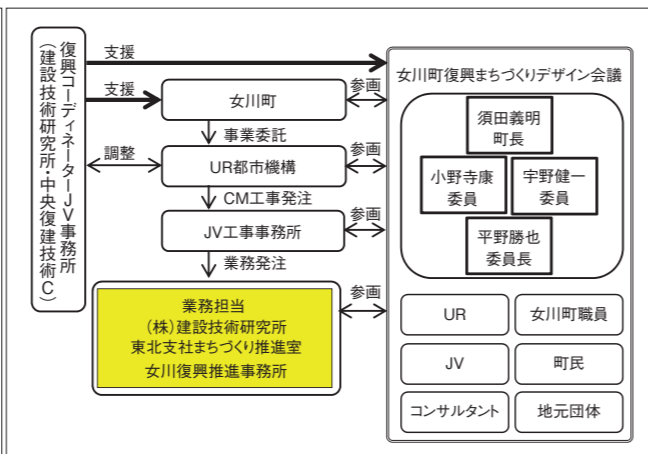 復興コーディネーターJV事務所
（建設技術研究所・中央復建技術C）
支援
支援
女川町
参画
事業委託
調整
UR都市機構
参画
CM工事発注
JV工事事務所
参画
業務発注
業務担当
（株）建設技術研究所
東北支社まちづくり推進室
女川復興推進事務所
参画
女川町復興まちづくりデザイン会議
須田善明
町長
小野寺康
委員
宇野健一
委員
平野勝也
委員長
UR
女川町職員
JV
町民
コンサルタント
地元団体